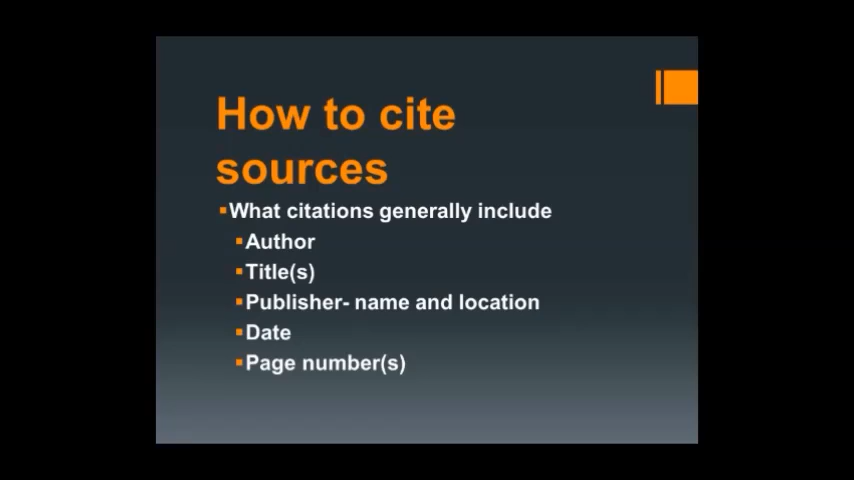 How to cite
sources
What citations generally include
Author
Title(s)
Publisher- name and location
Date
Page number(s)